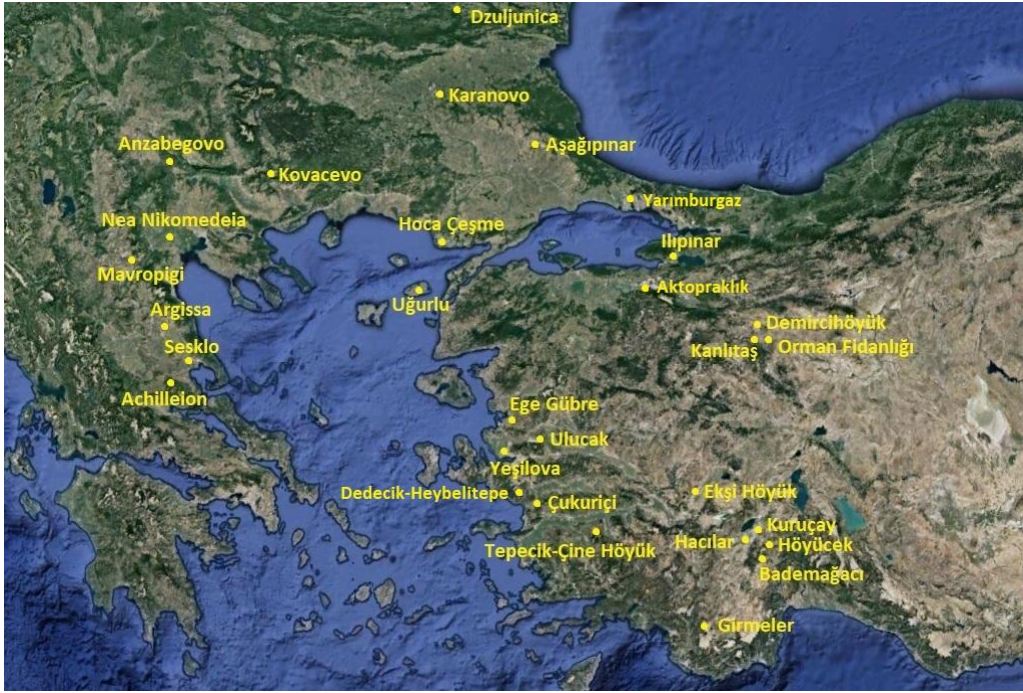 Dzuljunica
Karanovo
Anzabegovo
Aşağıpınar
Kovacevo
Yarımburgaz
Nea Nikomedeia
Hoca Çeşme
Ilıpınar
Mavropigi
Uğurlu
Aktopraklık
Argissa
Demircihöyük
Sesklo
Kanlıtaş
Orman Fidanlığı
Achilleion
Ege Gübre
Ulucak
Yeşilova
Dedecik-Heybelitepe
Ekşi Höyük
Çukuriçi
Kuruçay
Tepecik-Çine Höyük
Hacılar
Höyücek
Bademağacı
Girmeler